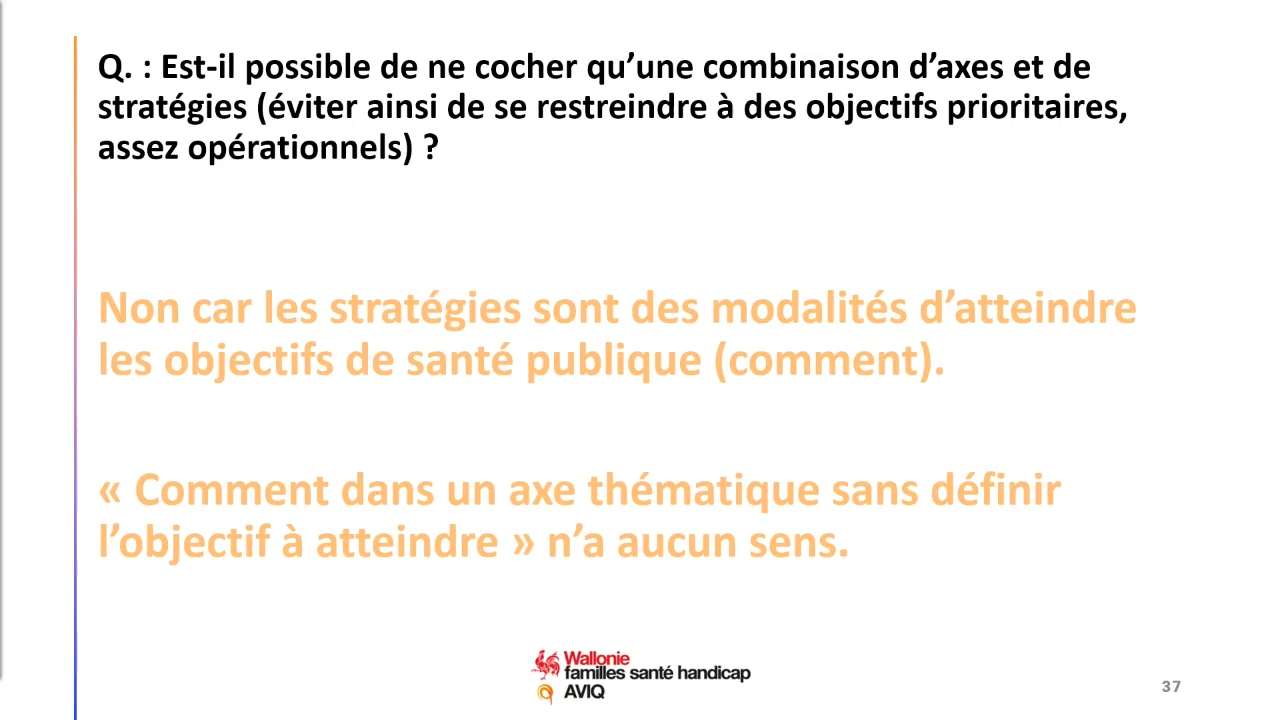 Q. : Est-il possible de ne cocher qu’une combinaison d’axes et de
stratégies (éviter ainsi de se restreindre à des objectifs prioritaires,
assez opérationnels) ?
Non car les stratégies sont des modalités d’atteindre
les objectifs de santé publique (comment).
« Comment dans un axe thématique sans définir
l’objectif à atteindre » n’a aucun sens.
Wallonie
familles santé handicap
AVIQ
37